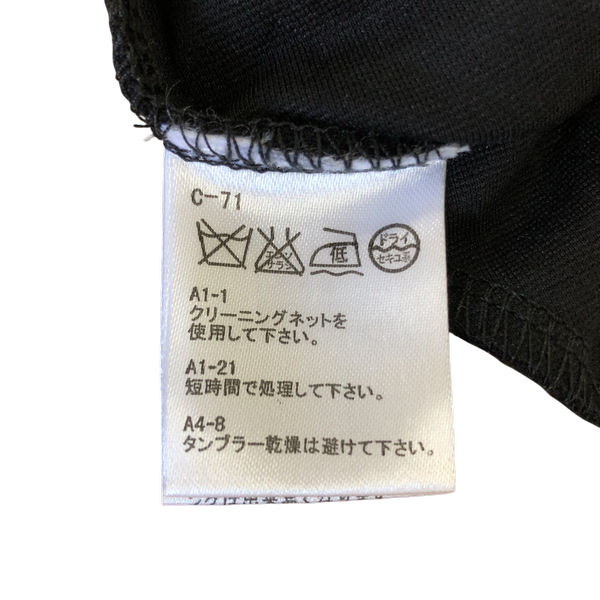 C-71
エンソ
サラシ
低
ドライ
セキユ系
A1-1
クリーニングネットを
使用して下さい。
A1-21
短時間で処理して下さい。
A4-8
タンブラー乾燥は避けて下さい。